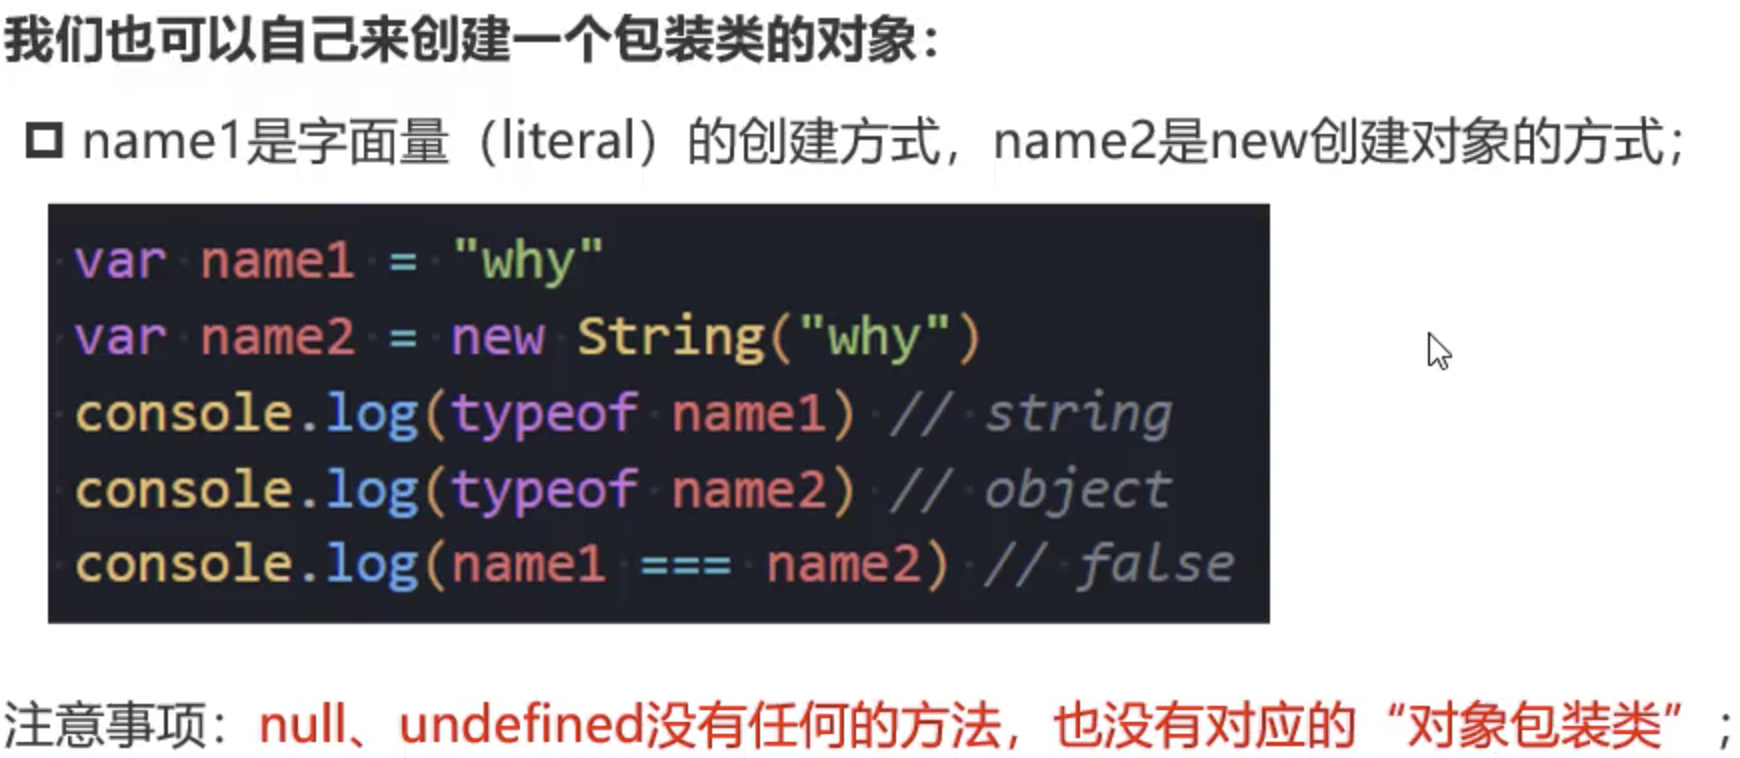 我们也可以自己来创建一个包装类的对象：
name1是字面量（literal）的创建方式，name2是new创建对象的方式；
var name1 = "why"
var name2 = new String("why")
console.log(typeof name1) // string
console.log(typeof name2) // object
console.log(name1 === name2) // false
注意事项：null、undefined没有任何的方法，也没有对应的“对象包装类”；